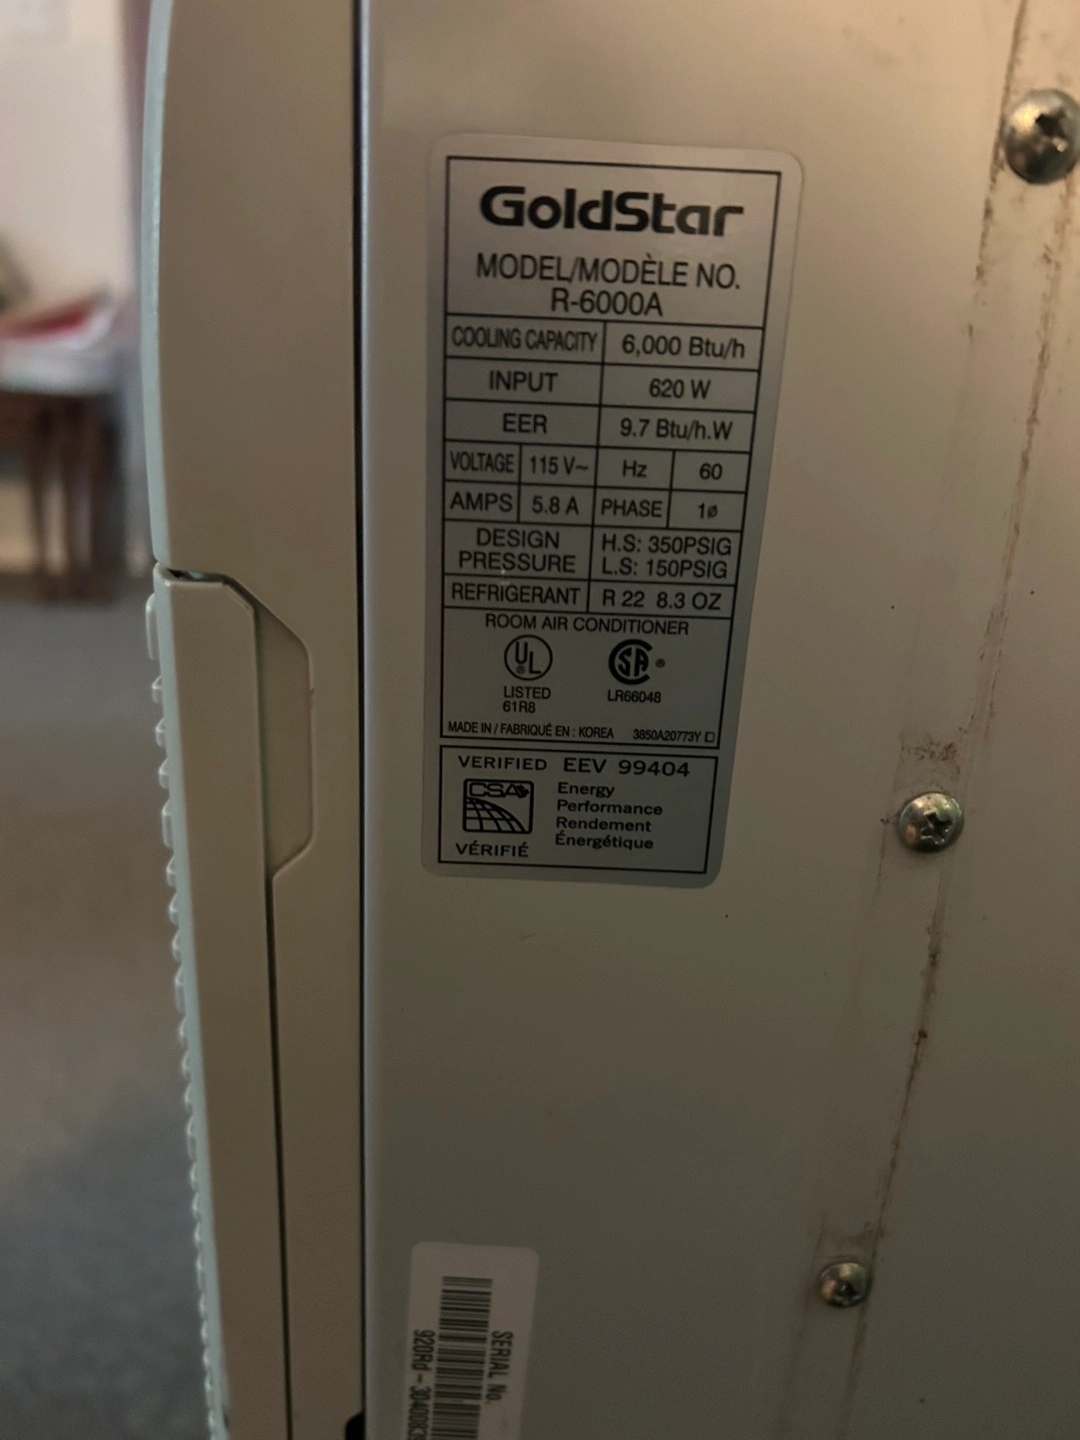 GoldStar
MODEL/MODÈLE NO.
R-6000A
COOLING CAPACITY 6,000 Btu/h
INPUT 620 W
EER 9.7 Btu/h.W
VOLTAGE 115 V~ Hz 60
AMPS 5.8 A PHASE 1ø
DESIGN PRESSURE H.S: 350PSIG
L.S: 150PSIG
REFRIGERANT R 22 8.3 OZ
ROOM AIR CONDITIONER
UL
LISTED
61R8
SA
LR66048
MADE IN / FABRIQUÉ EN : KOREA 3850A20773Y
VERIFIED EEV 99404
CSA
Energy
Performance
Rendement
Énergétique
VÉRIFIÉ
SERIAL No.